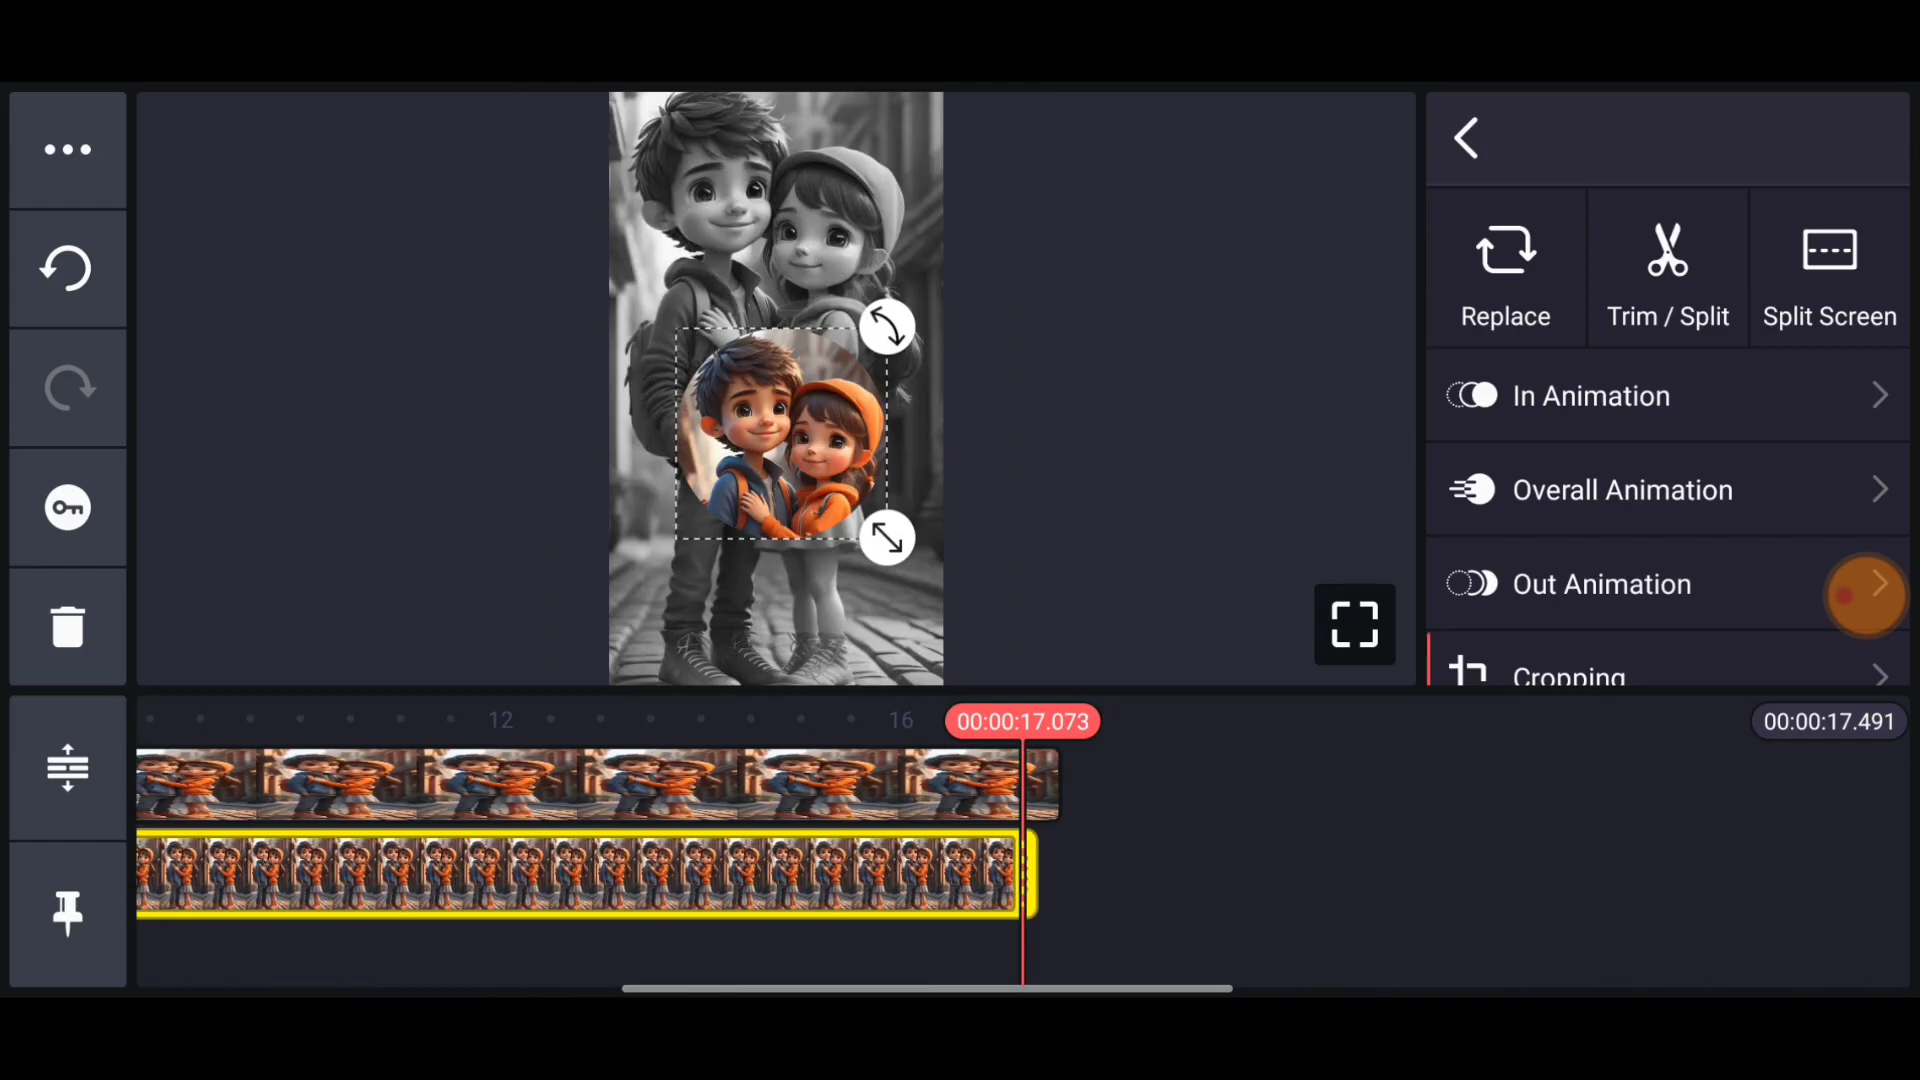 Replace
Trim / Split
Split Screen
In Animation
Overall Animation
Out Animation
Cropping
12
16
00:00:17.073
00:00:17.491